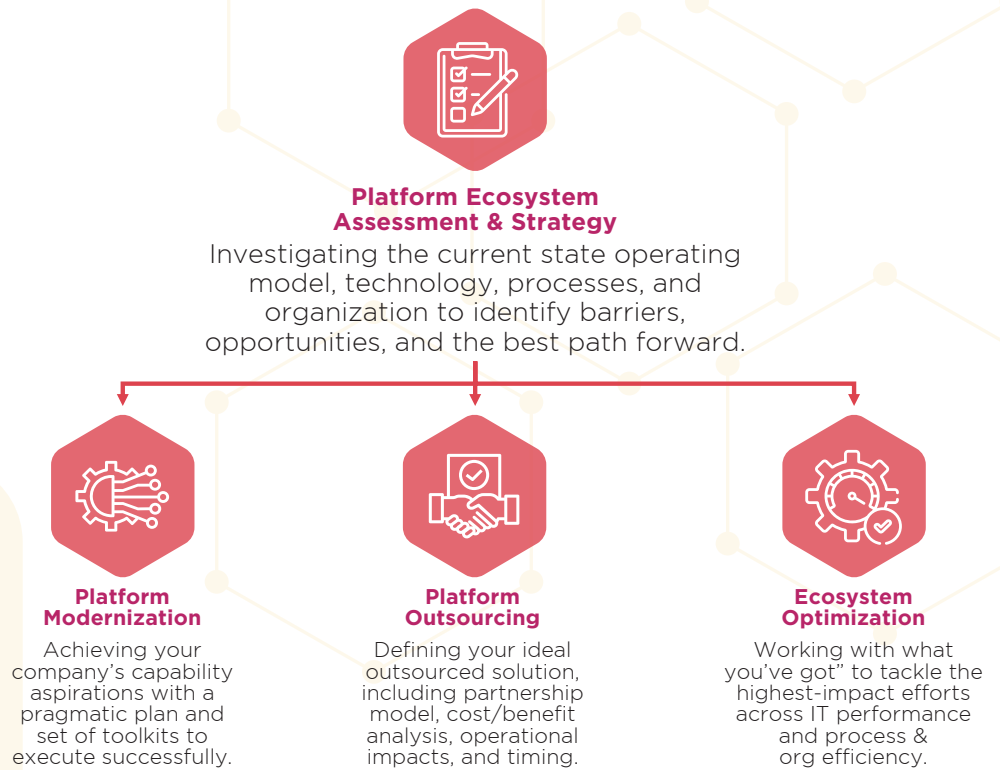 Platform Ecosystem
Assessment & Strategy
Investigating the current state operating
model, technology, processes, and
organization to identify barriers,
opportunities, and the best path forward.
Platform
Modernization
Achieving your
company’s capability
aspirations with a
pragmatic plan and
set of toolkits to
execute successfully.
Platform
Outsourcing
Defining your ideal
outsourced solution,
including partnership
model, cost/benefit
analysis, operational
impacts, and timing.
Ecosystem
Optimization
Working with what
you’ve got” to tackle the
highest-impact efforts
across IT performance
and process &
org efficiency.